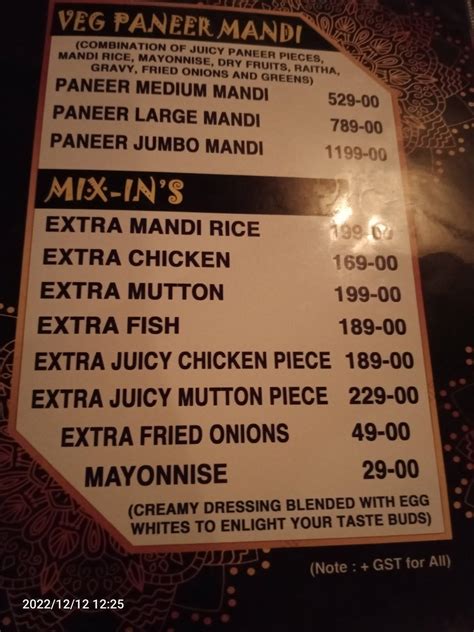 VEG PANEER MANDI
(COMBINATION OF JUICY PANEER PIECES,
MANDI RICE, MAYONNISE, DRY FRUITS, RAITHA,
GRAVY, FRIED ONIONS AND GREENS)
PANEER MEDIUM MANDI 529-00
PANEER LARGE MANDI 789-00
PANEER JUMBO MANDI 1199-00
MIX-IN'S
EXTRA MANDI RICE 199-00
EXTRA CHICKEN 169-00
EXTRA MUTTON 199-00
EXTRA FISH 189-00
EXTRA JUICY CHICKEN PIECE 189-00
EXTRA JUICY MUTTON PIECE 229-00
EXTRA FRIED ONIONS 49-00
MAYONNISE 29-00
(CREAMY DRESSING BLENDED WITH EGG
WHITES TO ENLIGHT YOUR TASTE BUDS)
(Note : + GST for All)
2022/12/12 12:25